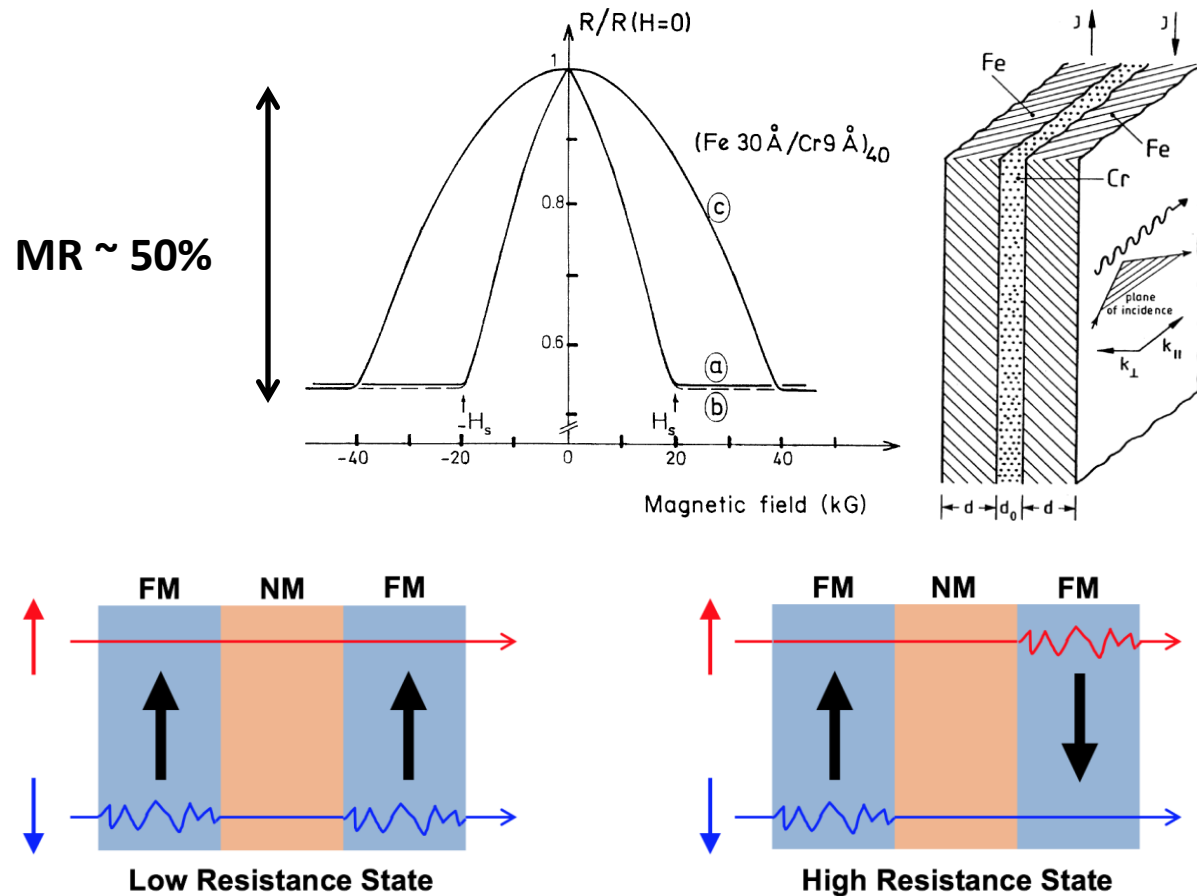 R/R(H=0)
1
0.8
0.6
(Fe 30 Å/Cr 9 Å)40
c
a
b
-Hs
Hs
-40
-20
0
20
40
Magnetic field (kG)
MR ~ 50%
J
J
Fe
Fe
Cr
plane
of incidence
k⊥
k||
d
d0
d
FM
NM
FM
Low Resistance State
FM
NM
FM
High Resistance State